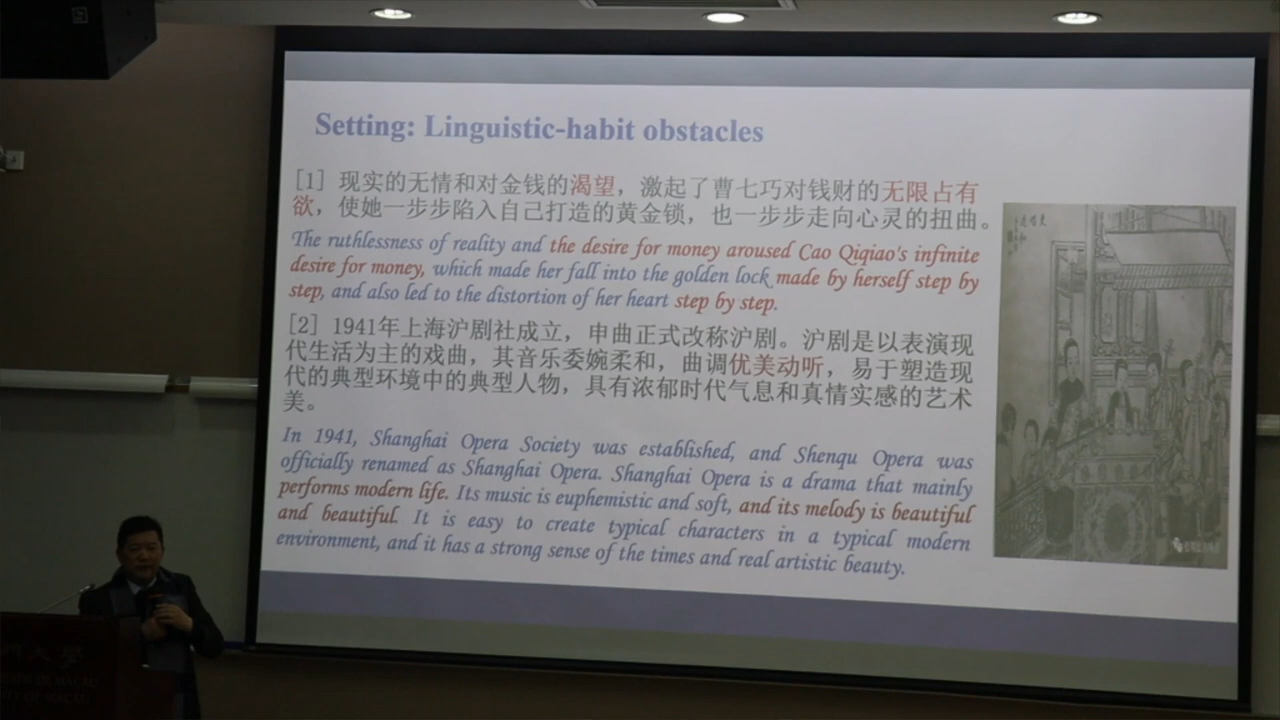 Setting: Linguistic-habit obstacles
[1] 现实的无情和对金钱的渴望，激起了曹七巧对钱财的无限占有
欲，使她一步步陷入自己打造的黄金锁，也一步步走向心灵的扭曲。
The ruthlessness of reality and the desire for money aroused Cao Qiqiao's infinite
desire for money, which made her fall into the golden lock made by herself step by
step, and also led to the distortion of her heart step by step.
[2] 1941年上海沪剧社成立，申曲正式改称沪剧。沪剧是以表演现
代生活为主的戏曲，其音乐委婉柔和，曲调优美动听，易于塑造现
代的典型环境中的典型人物，具有浓郁时代气息和真情实感的艺术
美。
In 1941, Shanghai Opera Society was established, and Shenqu Opera was
officially renamed as Shanghai Opera. Shanghai Opera is a drama that mainly
performs modern life. Its music is euphemistic and soft, and its melody is beautiful
and beautiful. It is easy to create typical characters in a typical modern
environment, and it has a strong sense of the times and real artistic beauty.
大學
OF MACAU